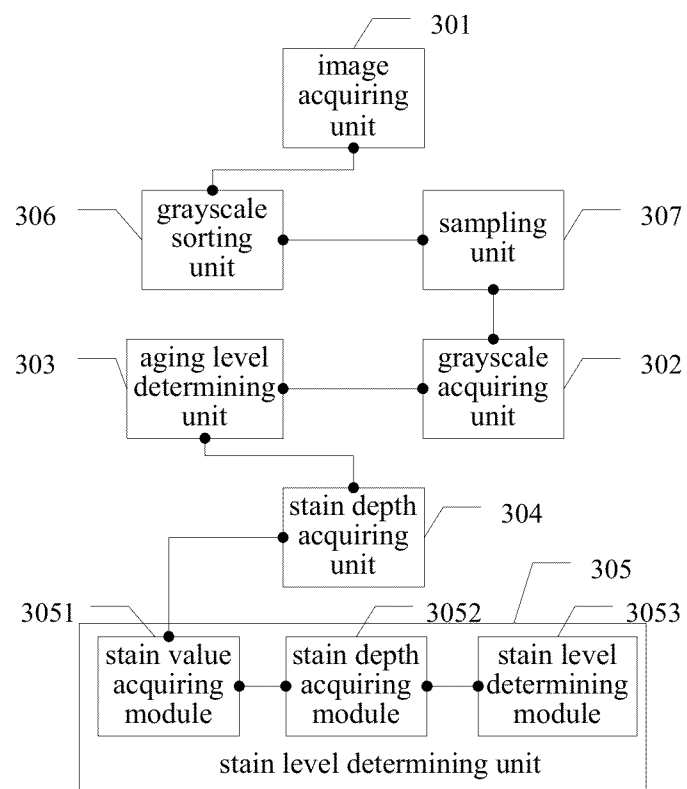 301
image
acquiring
unit
306
grayscale
sorting
unit
sampling
unit
307
303
aging level
determining
unit
grayscale
acquiring
unit
302
stain depth
acquiring
unit
304
305
3051
3052
3053
stain value
acquiring
module
stain depth
acquiring
module
stain level
determining
module
stain level determining unit